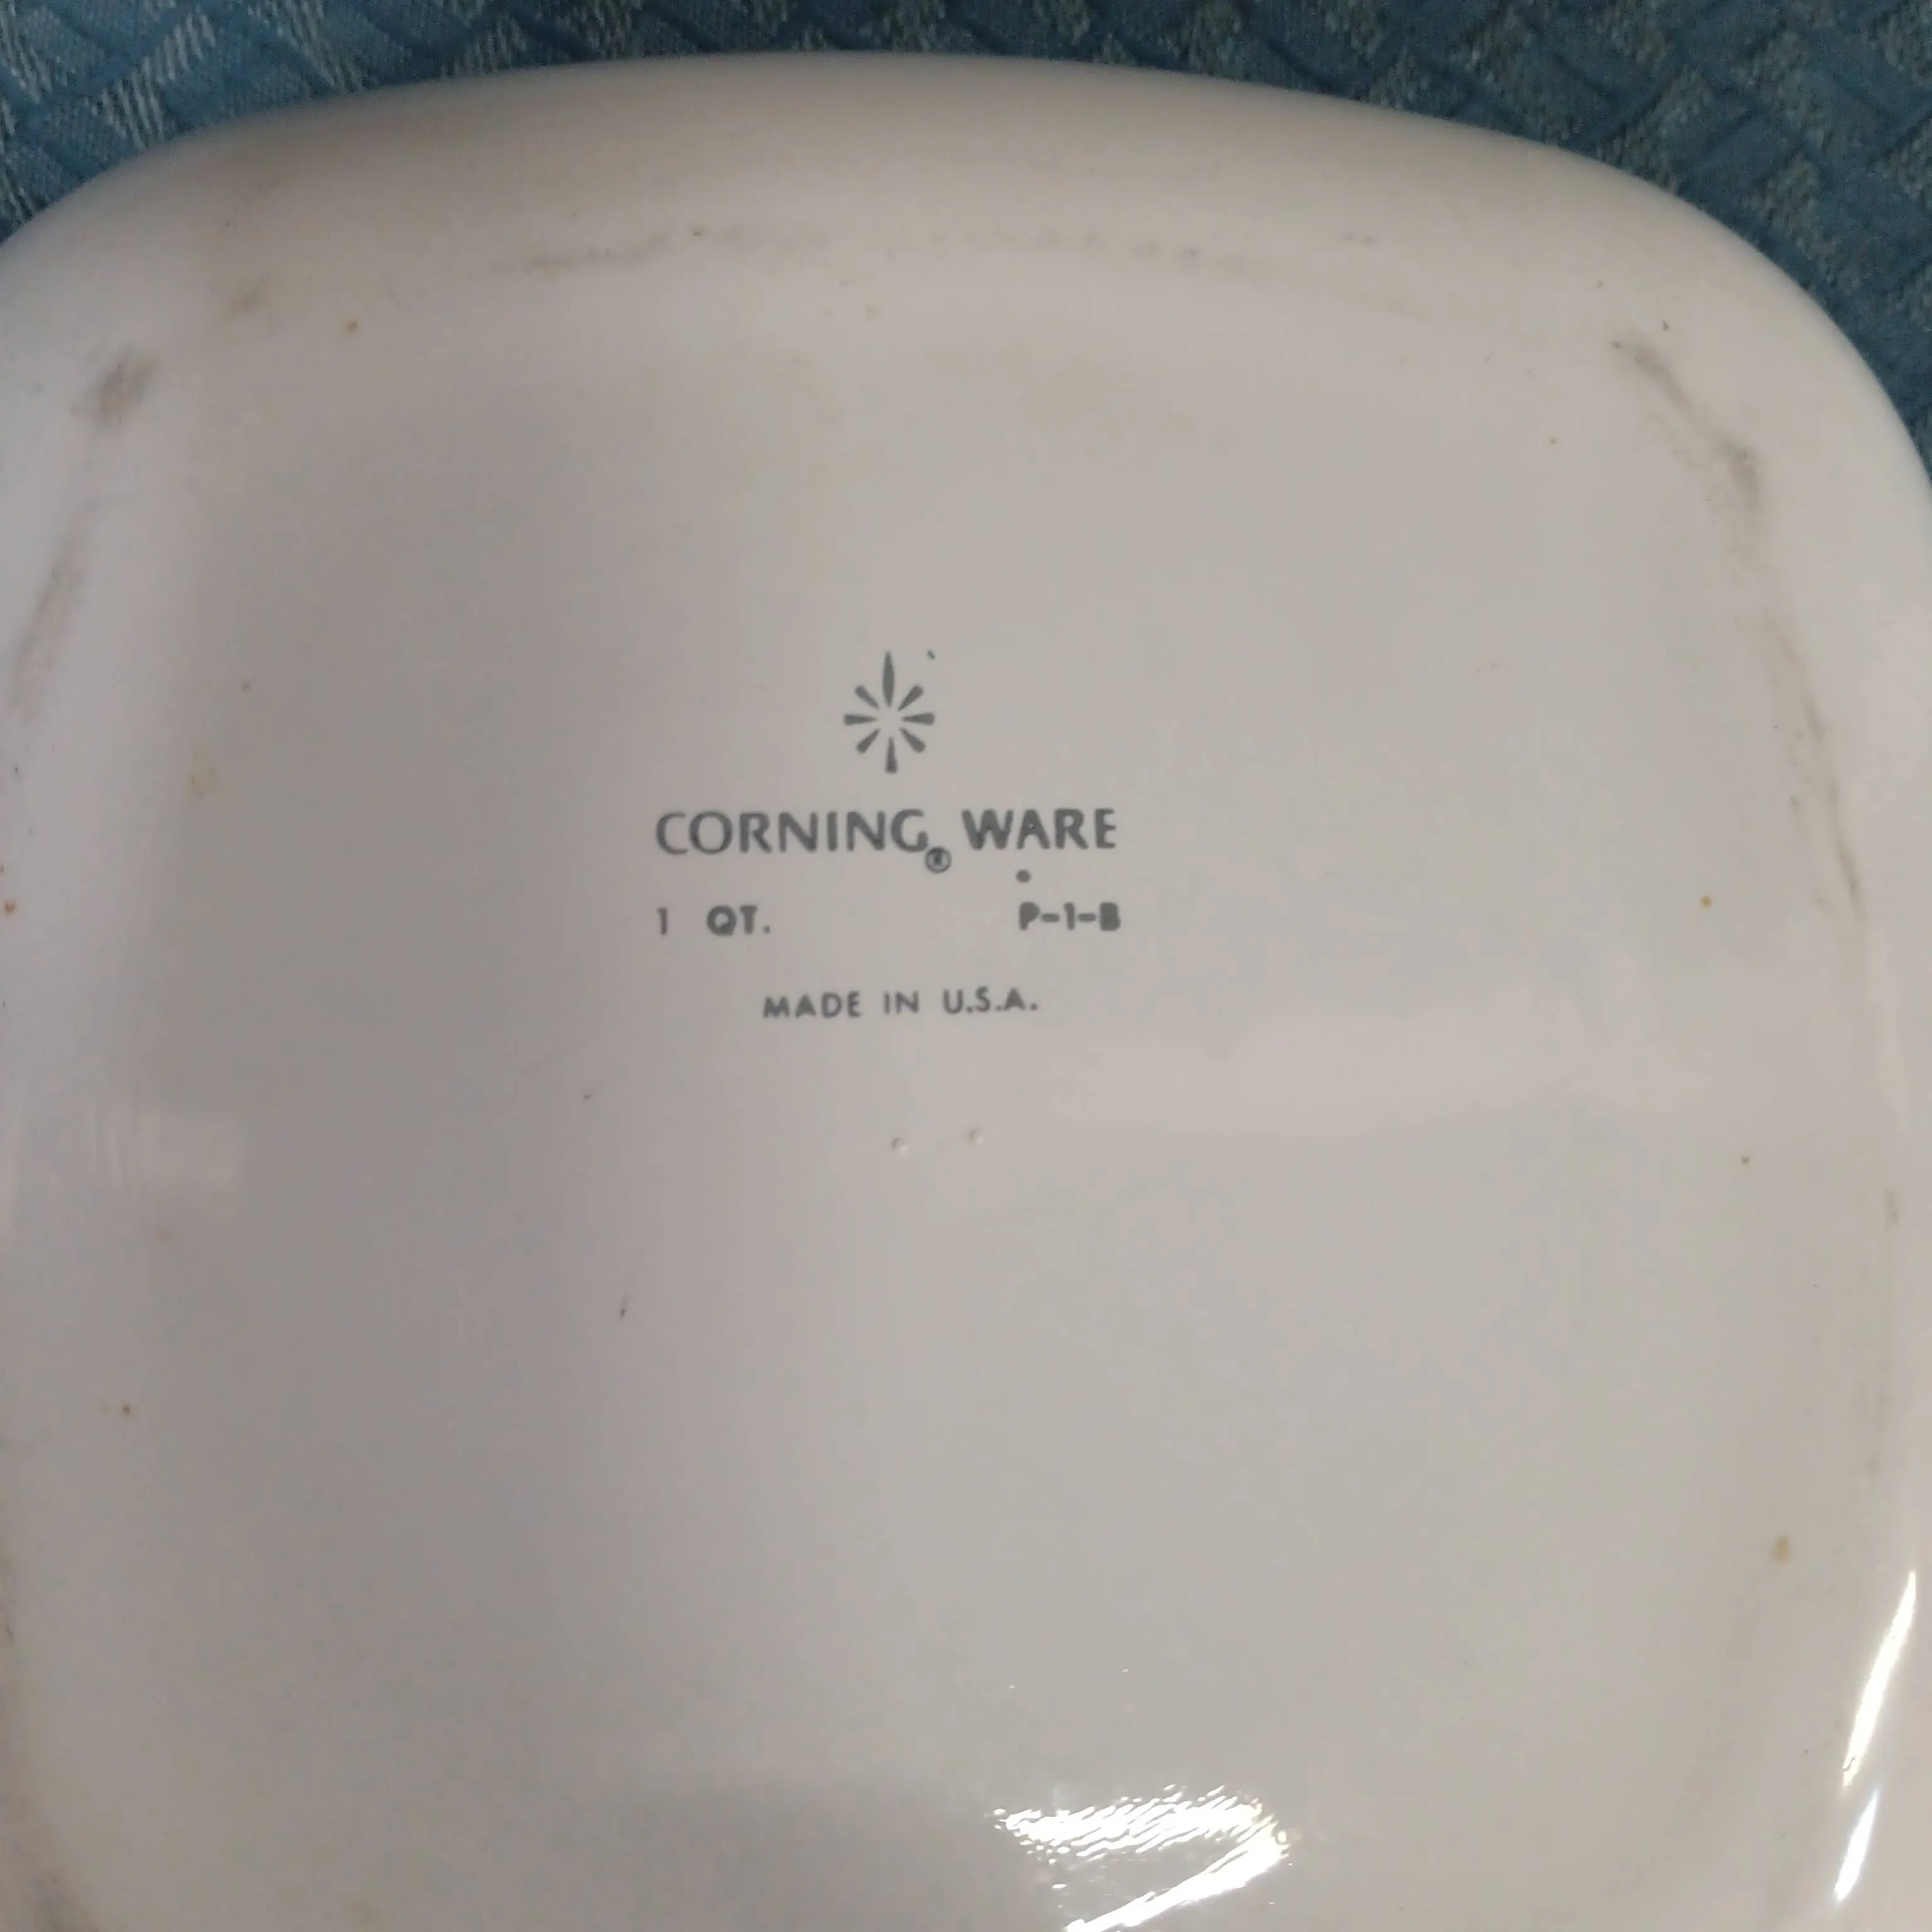 CORNING® WARE
1 QT. P-1-B
MADE IN U.S.A.